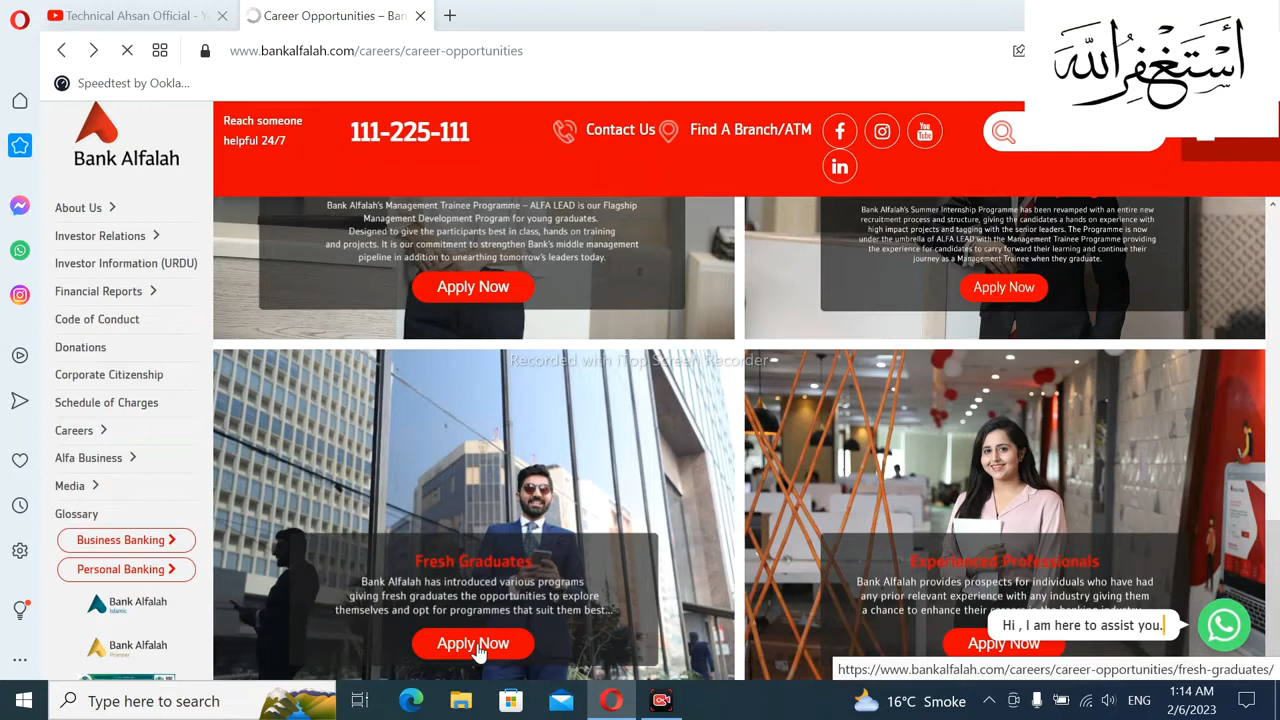 Technical Ahsan Official - Y
Career Opportunities – Ban
www.bankalfalah.com/careers/career-opportunities
أستغفر الله
Speedtest by Ookla...
Bank Alfalah
Reach someone
helpful 24/7
111-225-111
Contact Us
Find A Branch/ATM
You
Tube
in
About Us
Investor Relations
Investor Information (URDU)
Financial Reports
Code of Conduct
Donations
Corporate Citizenship
Schedule of Charges
Careers
Alfa Business
Media
Glossary
Business Banking
Personal Banking
Bank Alfalah
Islamic
Bank Alfalah
Premier
Bank Alfalah's Management Trainee Programme – ALFA LEAD is our Flagship
Management Development Program for young graduates.
Designed to give the participants best in class, hands on training
and projects. It is our commitment to strengthen Bank's middle management
pipeline in addition to unearthing tomorrow's leaders today.
Apply Now
Bank Alfalah's Summer Internship Programme has been revamped with an entire new
recruitment process and structure, giving the candidates a hands on experience with
high impact projects and tagging with the senior leaders. The Programme is now
under the umbrella of ALFA LEAD with the Management Trainee Programme providing
the experience for candidates to carry forward their learning and continue their
journey as a Management Trainee when they graduate.
Apply Now
Recorded with iTop Screen Recorder
Fresh Graduates
Bank Alfalah has introduced various programs
giving fresh graduates the opportunities to explore
themselves and opt for programmes that suit them best...
Apply Now
Experienced Professionals
Bank Alfalah provides prospects for individuals who have had
any prior relevant experience with any industry giving them
a chance to enhance their careers in the banking industry
Apply Now
Hi , I am here to assist you.
https://www.bankalfalah.com/careers/career-opportunities/fresh-graduates/
Type here to search
16°C Smoke
ENG
1:14 AM
2/6/2023